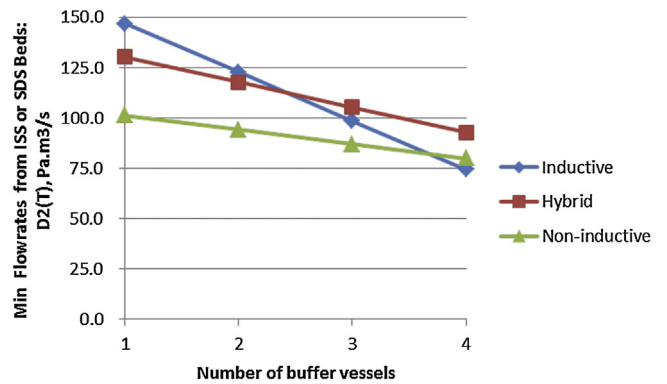 Min Flowrates from ISS or SDS Beds:
D2(T), Pa.m3/s
150.0
125.0
100.0
75.0
50.0
25.0
0.0
1 2 3 4
Number of buffer vessels
Inductive
Hybrid
Non-inductive